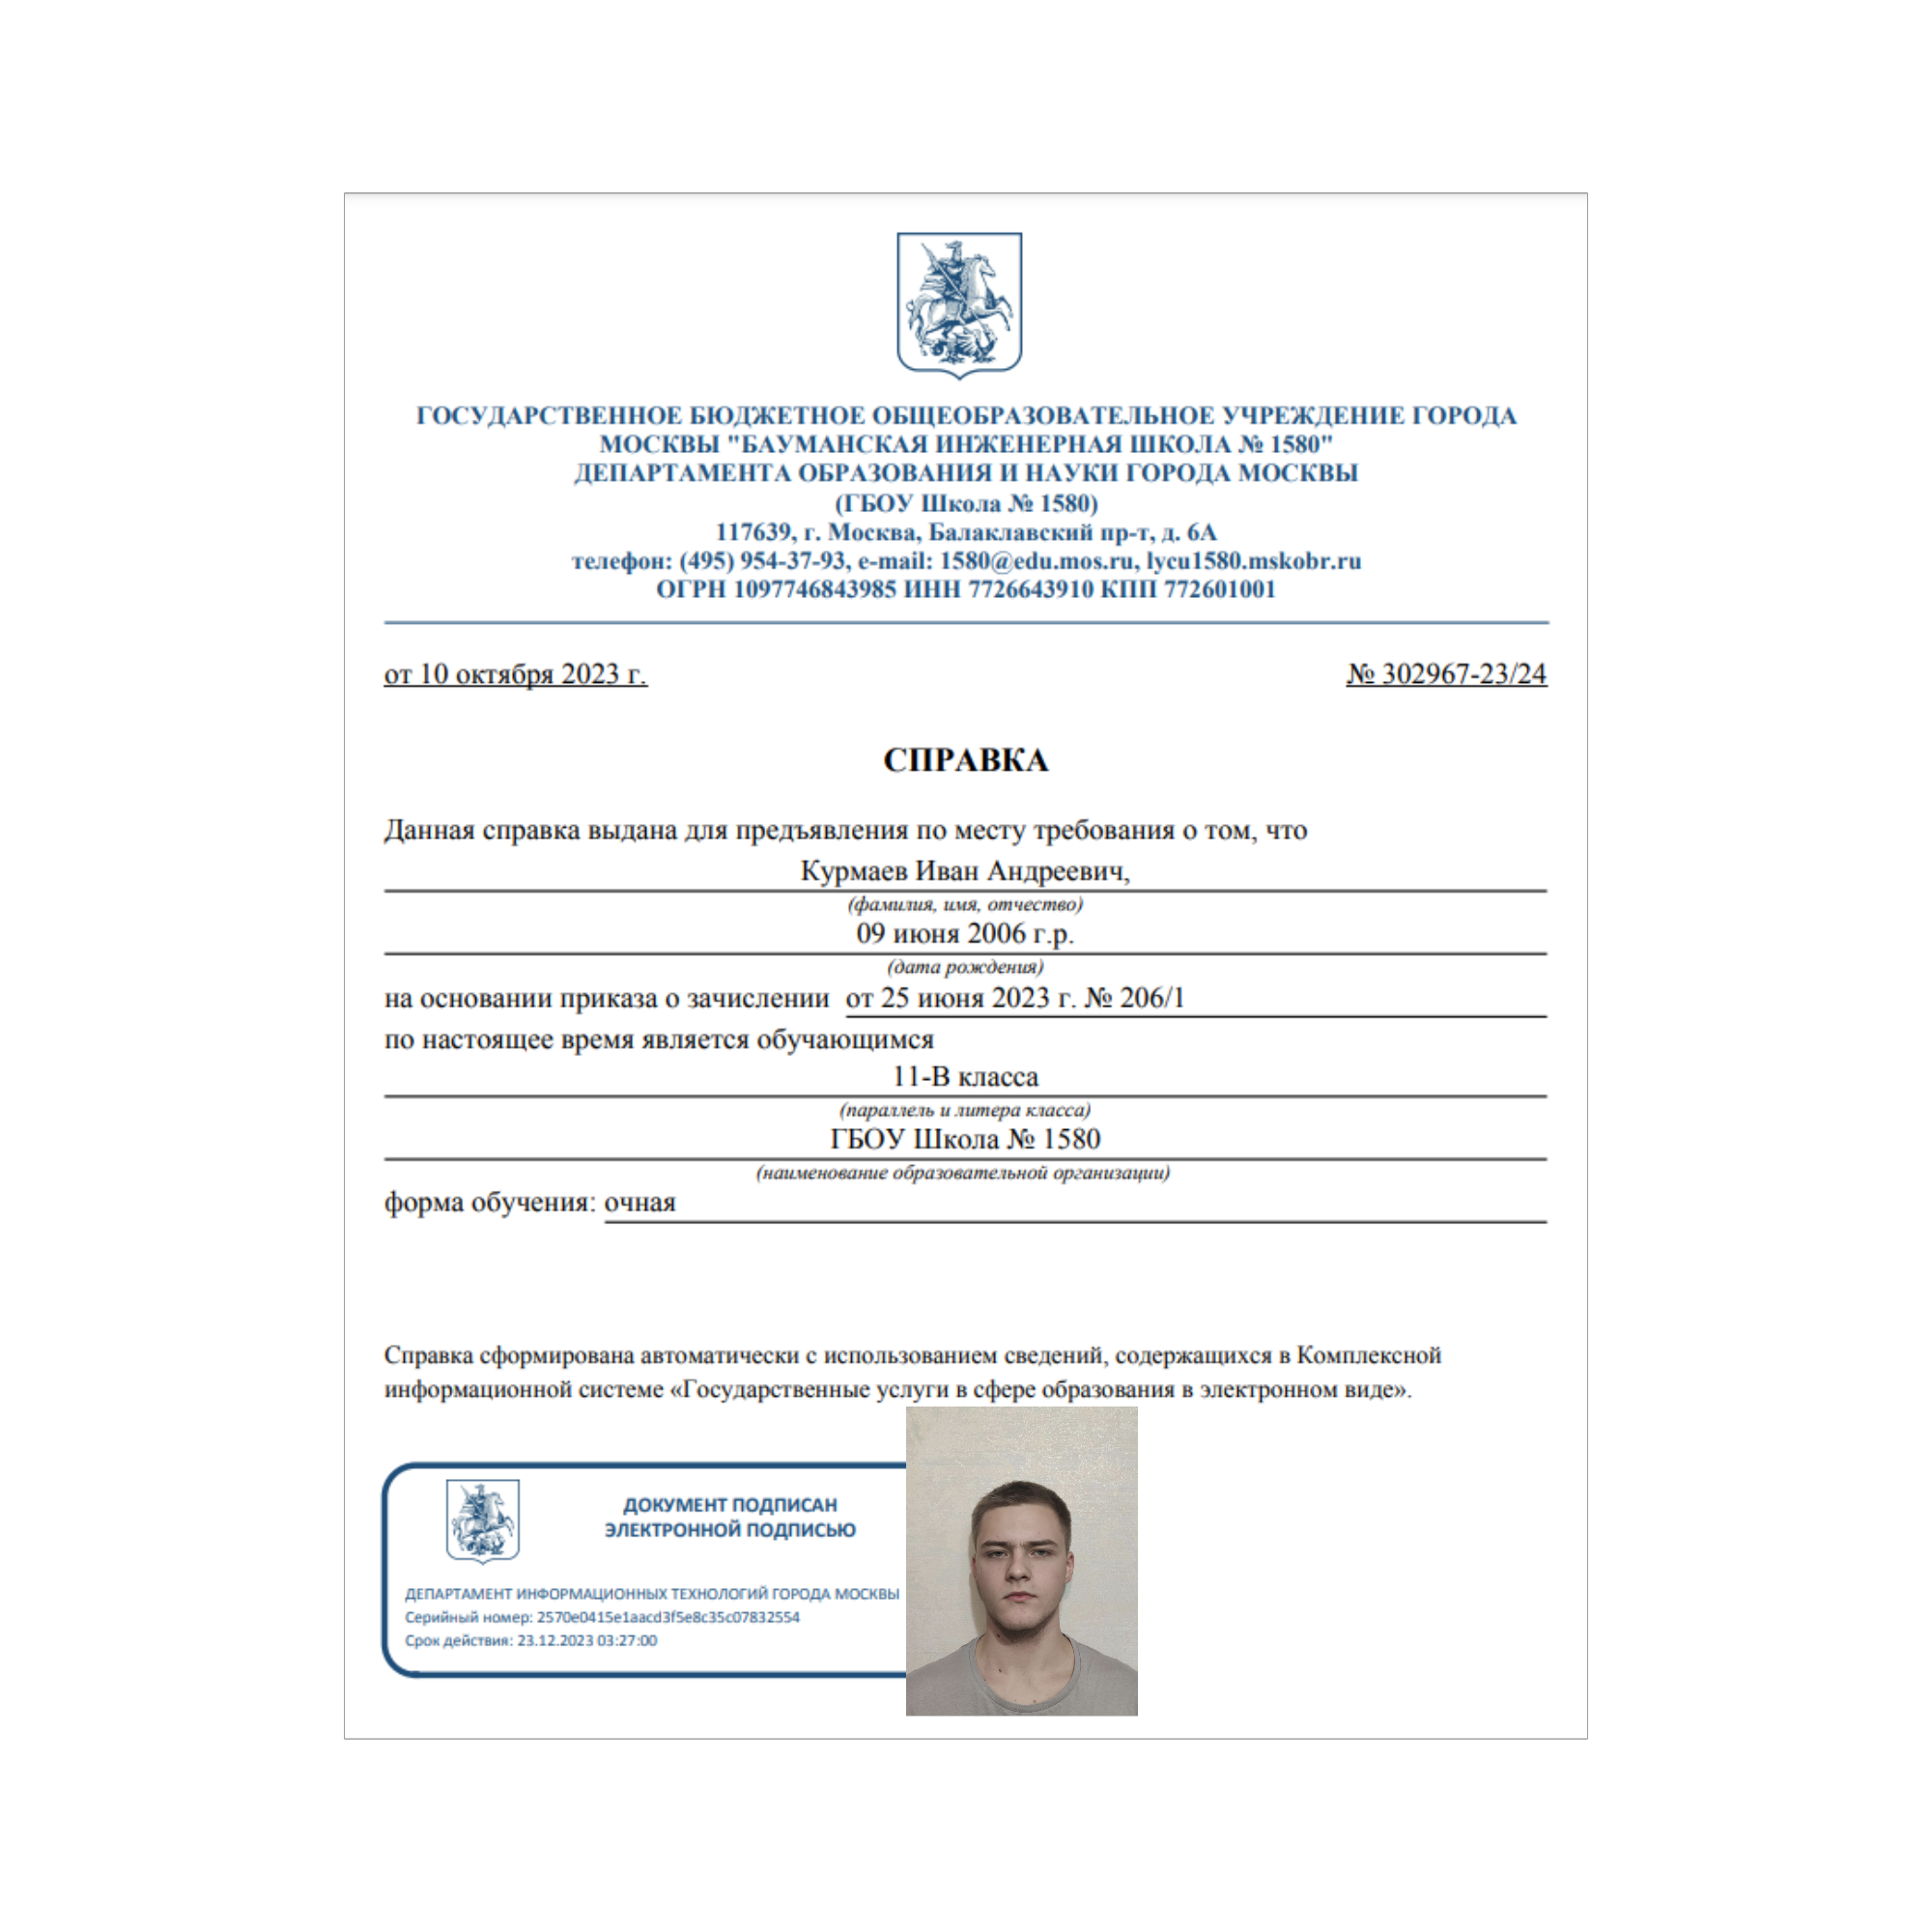 ГОСУДАРСТВЕННОЕ БЮДЖЕТНОЕ ОБЩЕОБРАЗОВАТЕЛЬНОЕ УЧРЕЖДЕНИЕ ГОРОДА
МОСКВЫ "БАУМАНСКАЯ ИНЖЕНЕРНАЯ ШКОЛА № 1580"
ДЕПАРТАМЕНТА ОБРАЗОВАНИЯ И НАУКИ ГОРОДА МОСКВЫ
(ГБОУ Школа № 1580)
117639, г. Москва, Балаклавский пр-т, д. 6А
телефон: (495) 954-37-93, e-mail: 1580@edu.mos.ru, lycu1580.mskobr.ru
ОГРН 1097746843985 ИНН 7726643910 КПП 772601001
от 10 октября 2023 г. № 302967-23/24
СПРАВКА
Данная справка выдана для предъявления по месту требования о том, что
Курмаев Иван Андреевич,
(фамилия, имя, отчество)
09 июня 2006 г.р.
(дата рождения)
на основании приказа о зачислении от 25 июня 2023 г. № 206/1
по настоящее время является обучающимся
11-В класса
(параллель и литера класса)
ГБОУ Школа № 1580
(наименование образовательной организации)
форма обучения: очная
Справка сформирована автоматически с использованием сведений, содержащихся в Комплексной
информационной системе «Государственные услуги в сфере образования в электронном виде».
ДОКУМЕНТ ПОДПИСАН
ЭЛЕКТРОННОЙ ПОДПИСЬЮ
ДЕПАРТАМЕНТ ИНФОРМАЦИОННЫХ ТЕХНОЛОГИЙ ГОРОДА МОСКВЫ
Серийный номер: 2570e0415e1aacd3f5e8c35c07832554
Срок действия: 23.12.2023 03:27:00